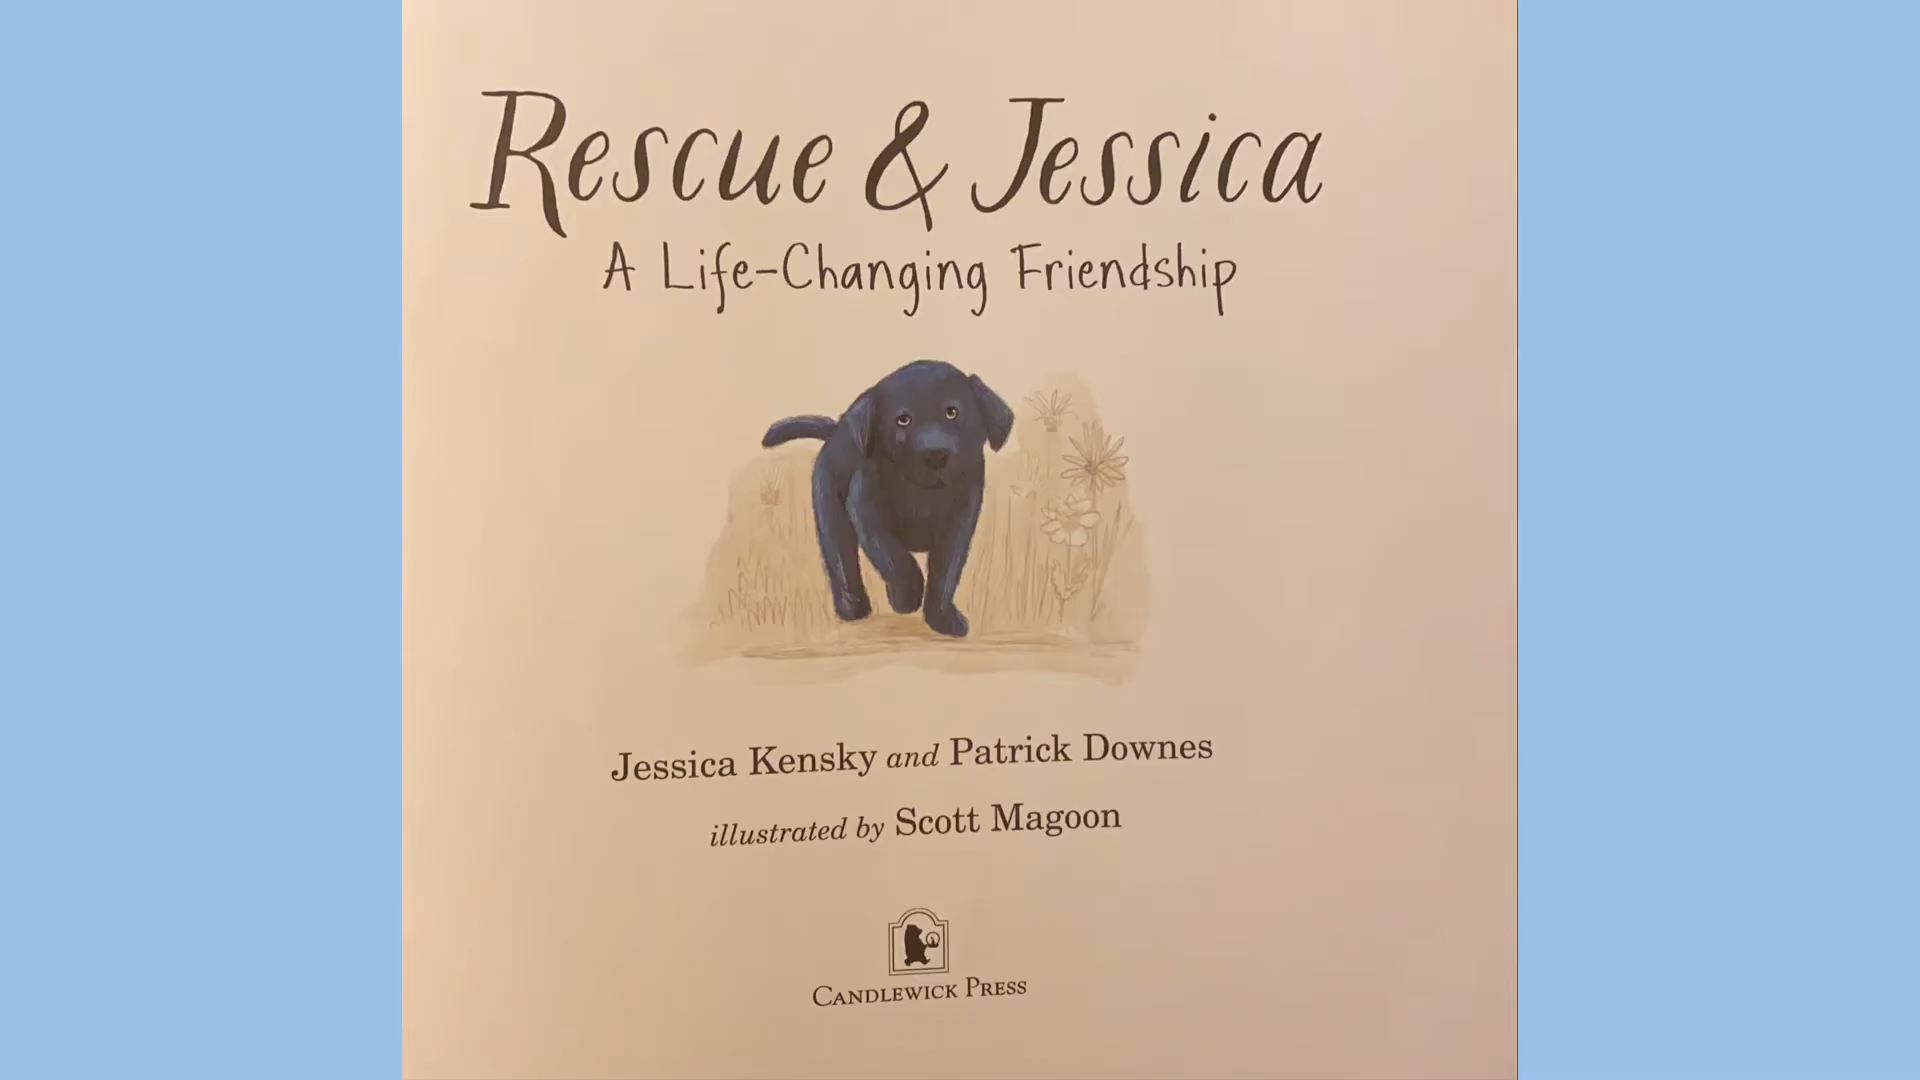 Rescue & Jessica
A Life-Changing Friendship
Jessica Kensky and Patrick Downes
illustrated by Scott Magoon
CANDLEWICK PRESS